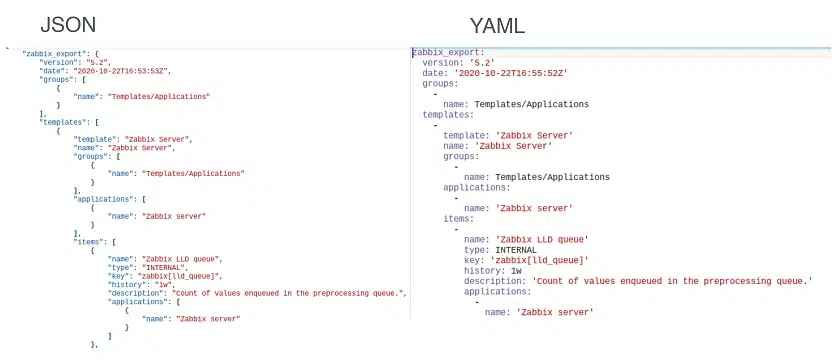 JSON
"zabbix_export": {
"version": "5.2",
"date": "2020-10-22T16:53:53Z",
"groups": [
{
"name": "Templates/Applications"
}
],
"templates": [
{
"template": "Zabbix Server",
"name": "Zabbix Server",
"groups": [
{
"name": "Templates/Applications"
}
],
"applications": [
{
"name": "Zabbix server"
}
],
"items": [
{
"name": "Zabbix LLD queue",
"type": "INTERNAL",
"key": "zabbix[lld_queue]",
"history": "1w",
"description": "Count of values enqueued in the preprocessing queue.",
"applications": [
{
"name": "Zabbix server"
}
]
},
YAML
zabbix_export:
version: '5.2'
date: '2020-10-22T16:55:52Z'
groups:
-
name: Templates/Applications
templates:
-
template: 'Zabbix Server'
name: 'Zabbix Server'
groups:
-
name: Templates/Applications
applications:
-
name: 'Zabbix server'
items:
-
name: 'Zabbix LLD queue'
type: INTERNAL
key: 'zabbix[lld_queue]'
history: 1w
description: 'Count of values enqueued in the preprocessing queue.'
applications:
-
name: 'Zabbix server'